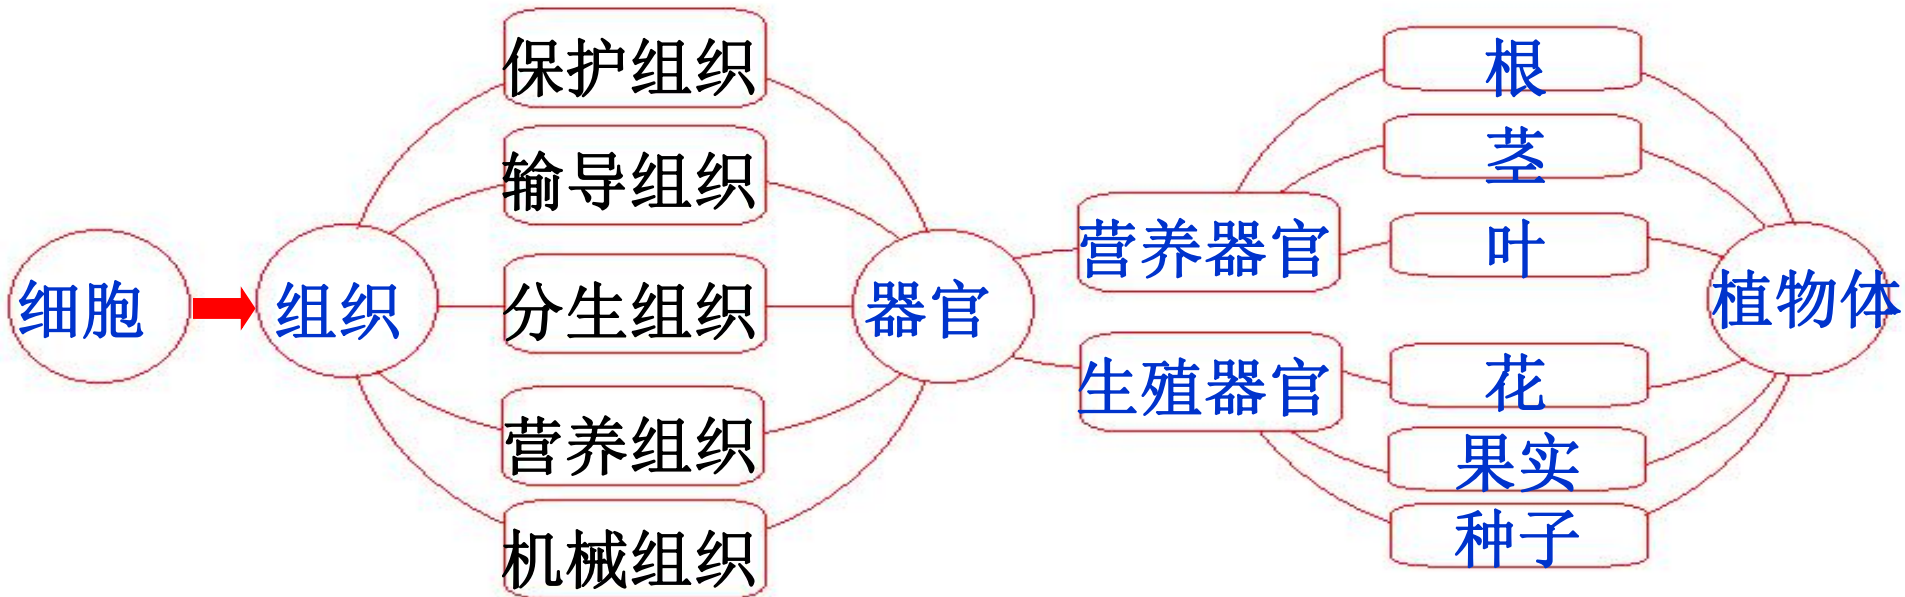 细胞
组织
保护组织
输导组织
分生组织
营养组织
机械组织
器官
营养器官
生殖器官
根
茎
叶
花
果实
种子
植物体